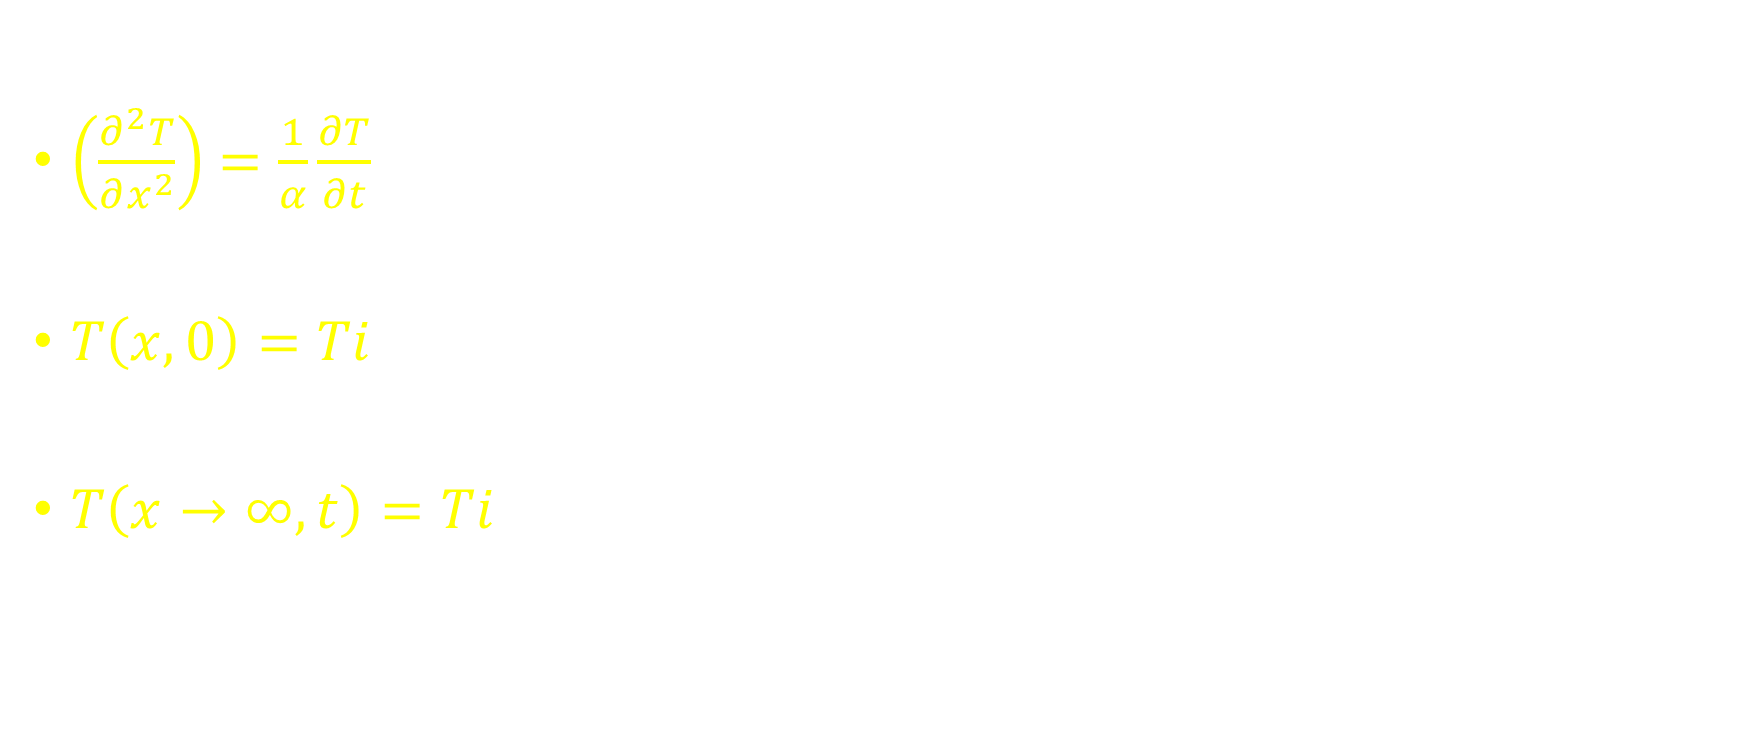 • (∂²T/∂x²) = 1/α ∂T/∂t
• T(x, 0) = Ti
• T(x → ∞, t) = Ti